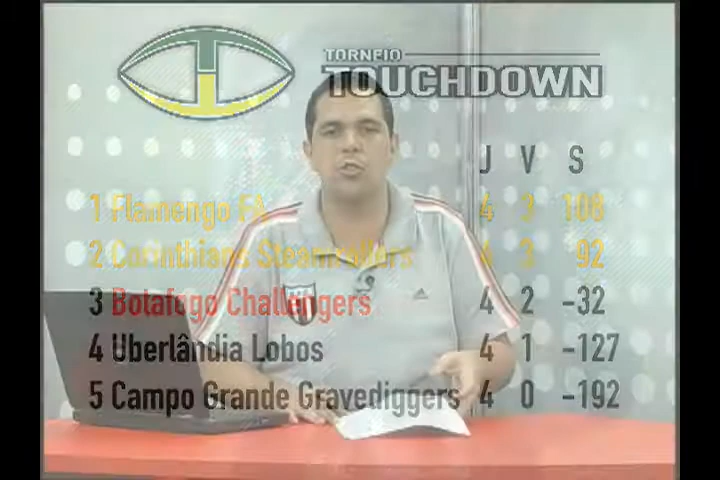 TORNEIO
TOUCHDOWN
J V S
1 Flamengo FA 4 3 108
2 Corinthians Steamrollers 4 3 92
3 Botafogo Challengers 4 2 -32
4 Uberlândia Lobos 4 1 -127
5 Campo Grande Gravediggers 4 0 -192